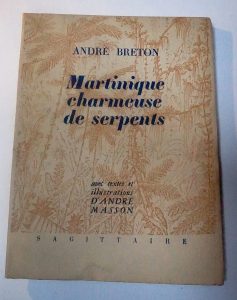 ANDRÉ BRETON
Martinique
charmeuse
de serpents
avec textes et
illustrations
D'ANDRÉ
MASSON
SAGITTAIRE